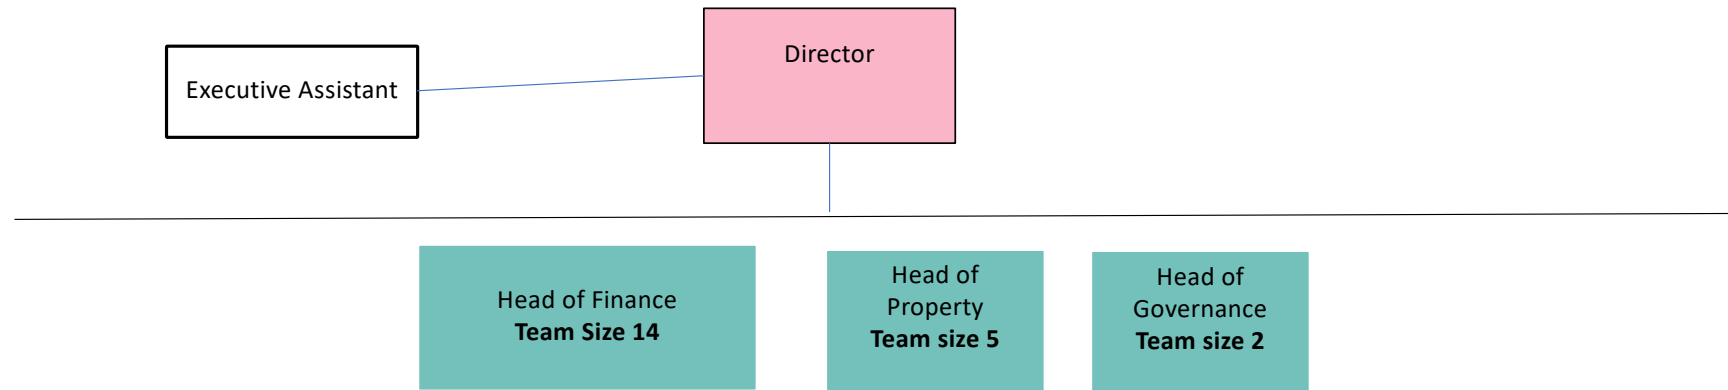 Director
Executive Assistant
Head of Finance
Team Size 14
Head of
Property
Team size 5
Head of
Governance
Team size 2